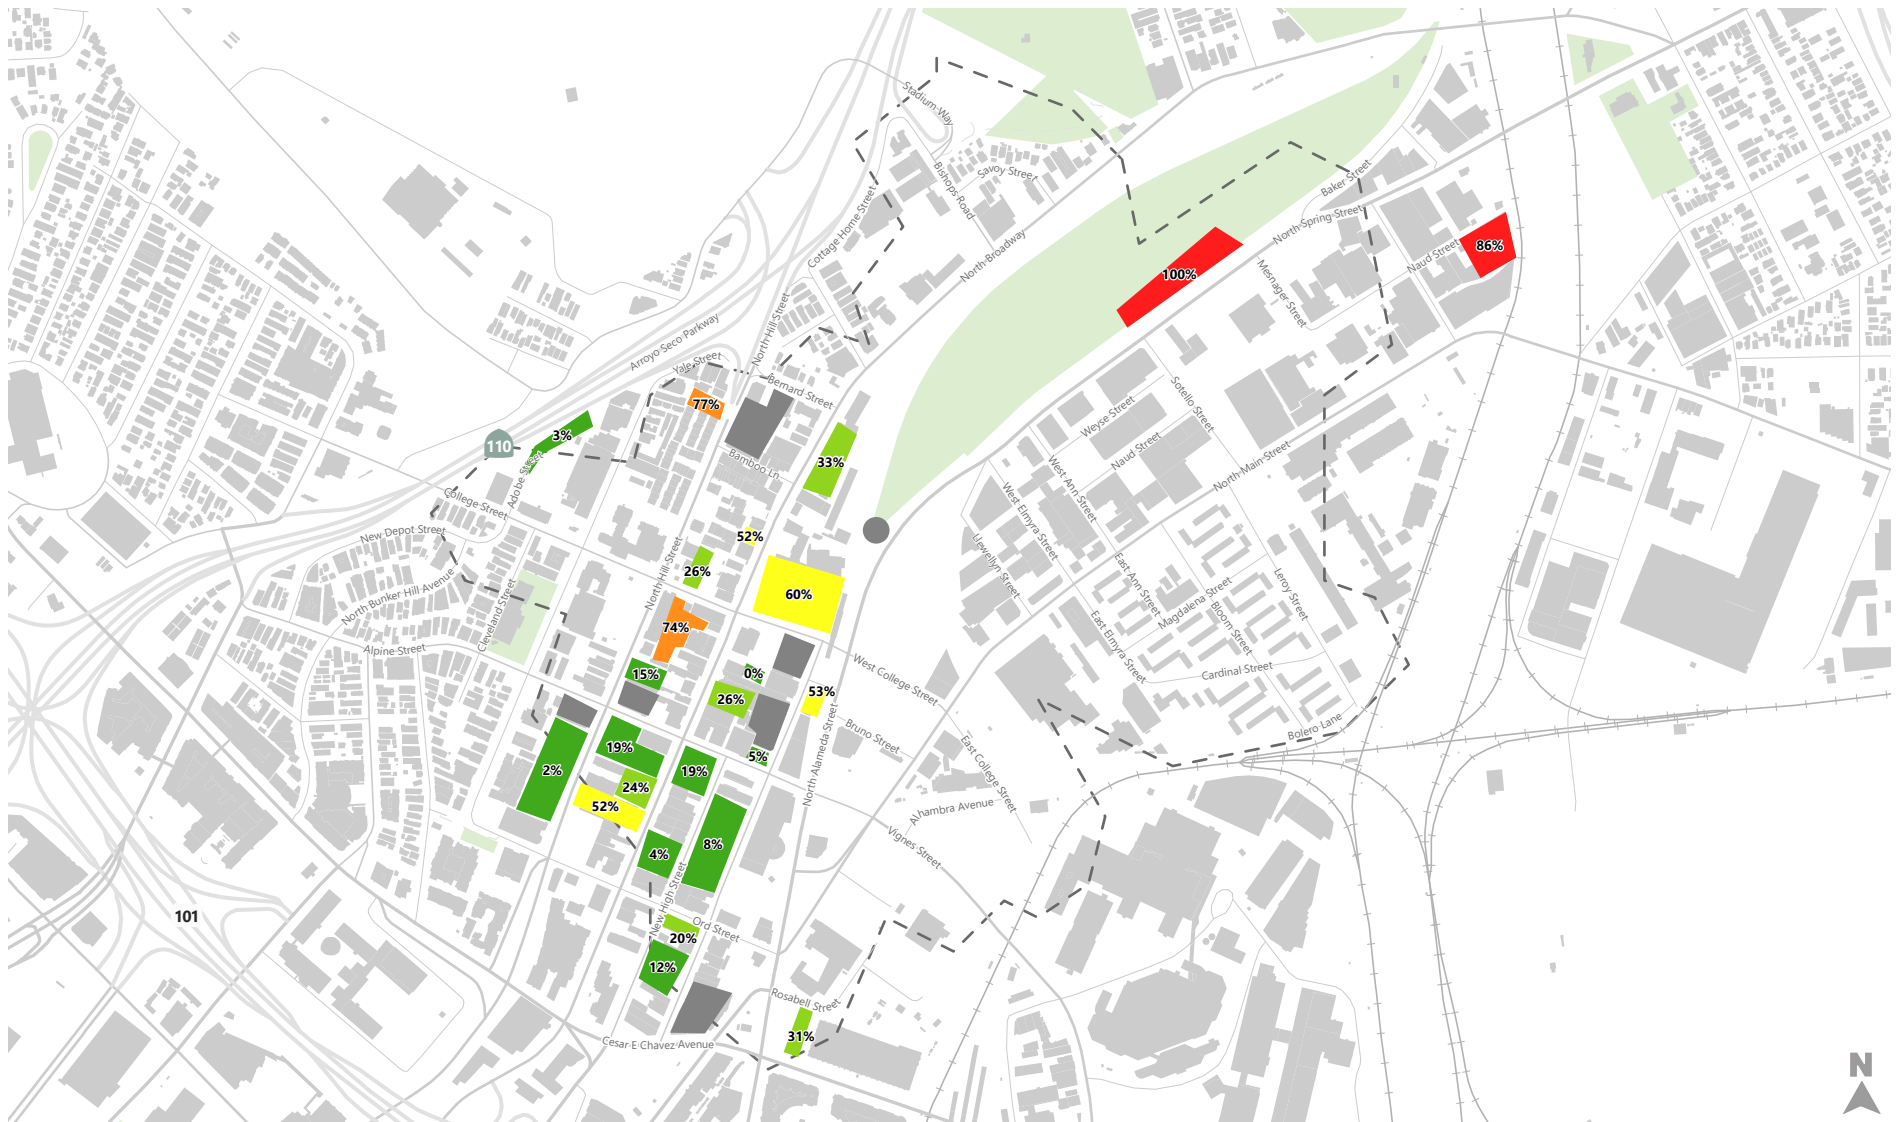 Stadium Way
Savoy Street
Bishops Road
Baker Street
Cottage Home Street
North Spring Street
North Broadway
Naud Street
86%
Mesnager Street
100%
North Hill Street
Arroyo Seco Parkway
Yale Street
Bernard Street
77%
Sotello Street
Weyse Street
3%
110
Naud Street
33%
Bamboo Ln
North Main Street
Adobe Street
West Ann Street
College Street
West Elmyra Street
New Depot Street
52%
North Hill Street
26%
Llewellyn Street
East Ann Street
North Bunker Hill Avenue
60%
Magdalena Street
Leroy Street
Cleveland Street
74%
Bloom Street
East Elmyra Street
Alpine Street
15%
0%
West College Street
Cardinal Street
53%
26%
Bruno Street
Bolero Lane
19%
5%
North Alameda Street
2%
19%
East College Street
24%
52%
Alhambra Avenue
8%
Vignes Street
4%
New High Street
101
20%
Ord Street
12%
Rosabell Street
31%
Cesar E Chavez Avenue
N